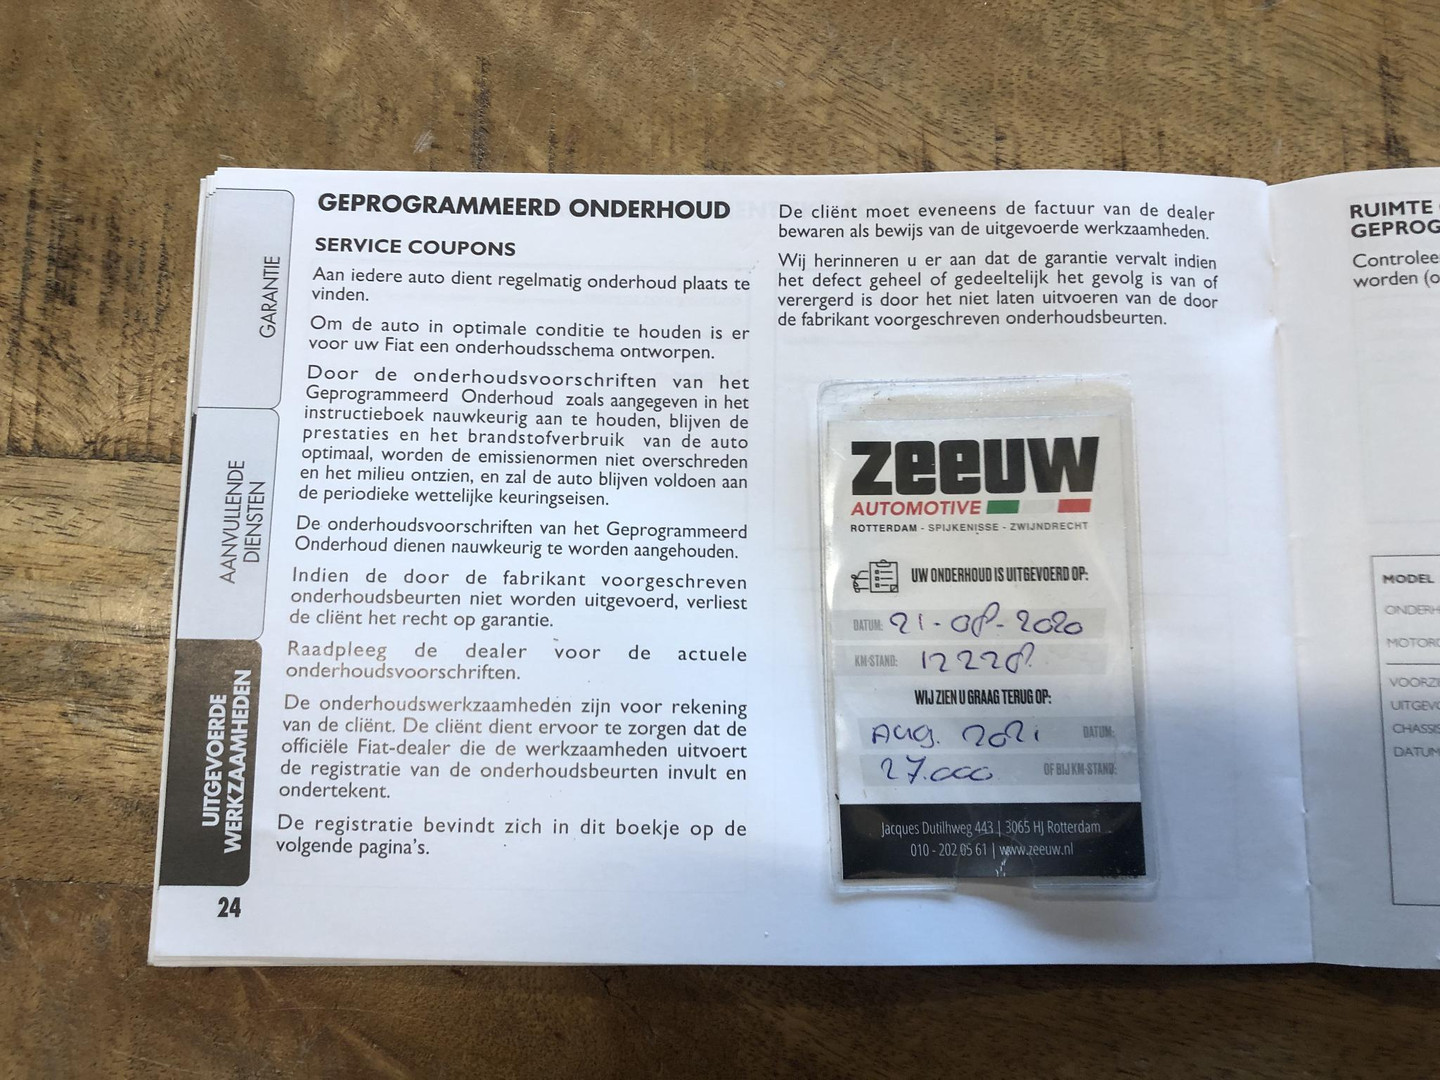 GARANTIE
AANVULLENDE
DIENSTEN
UITGEVOERDE
WERKZAAMHEDEN
24
GEPROGRAMMEERD ONDERHOUD
SERVICE COUPONS
Aan iedere auto dient regelmatig onderhoud plaats te
vinden.
Om de auto in optimale conditie te houden is er
voor uw Fiat een onderhoudsschema ontworpen.
Door de onderhoudsvoorschriften van het
Geprogrammeerd Onderhoud zoals aangegeven in het
instructieboek nauwkeurig aan te houden, blijven de
prestaties en het brandstofverbruik van de auto
optimaal, worden de emissienormen niet overschreden
en het milieu ontzien, en zal de auto blijven voldoen aan
de periodieke wettelijke keuringseisen.
De onderhoudsvoorschriften van het Geprogrammeerd
Onderhoud dienen nauwkeurig te worden aangehouden.
Indien de door de fabrikant voorgeschreven
onderhoudsbeurten niet worden uitgevoerd, verliest
de cliënt het recht op garantie.
Raadpleeg de dealer voor de actuele
onderhoudsvoorschriften.
De onderhoudswerkzaamheden zijn voor rekening
van de cliënt. De cliënt dient ervoor te zorgen dat de
officiële Fiat-dealer die de werkzaamheden uitvoert
de registratie van de onderhoudsbeurten invult en
ondertekent.
De registratie bevindt zich in dit boekje op de
volgende pagina's.
De cliënt moet eveneens de factuur van de dealer
bewaren als bewijs van de uitgevoerde werkzaamheden.
Wij herinneren u er aan dat de garantie vervalt indien
het defect geheel of gedeeltelijk het gevolg is van of
verergerd is door het niet laten uitvoeren van de door
de fabrikant voorgeschreven onderhoudsbeurten.
zeeuw
AUTOMOTIVE
ROTTERDAM - SPIJKENISSE - ZWIJNDRECHT
UW ONDERHOUD IS UITGEVOERD OP:
DATUM: 21-08-2020
KM-STAND: 12228
WIJ ZIEN U GRAAG TERUG OP:
Aug. 2021 DATUM:
27.000 OF BIJ KM-STAND:
Jacques Dutilhweg 443 | 3065 HJ Rotterdam
010 - 202 05 61 | www.zeeuw.nl
RUIMTE
GEPROG
Controlee
worden (o
MODEL
ONDERH
MOTORC
VOORZI
UITGEVO
CHASSIS
DATUM